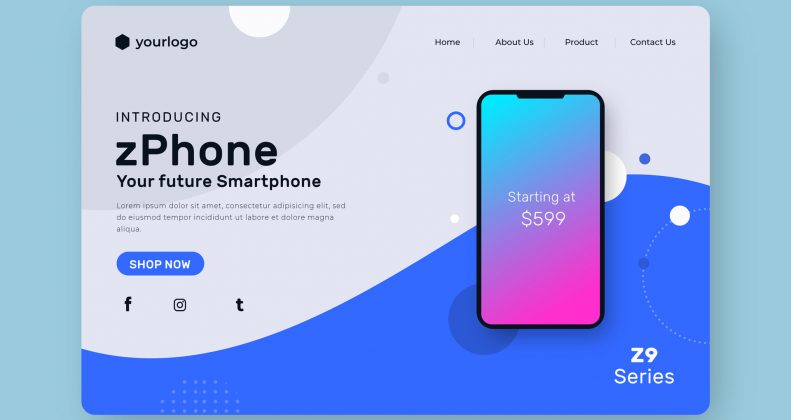 yourlogo
Home
About Us
Product
Contact Us
INTRODUCING
zPhone
Your future Smartphone
Lorem ipsum dolor sit amet, consectetur adipisicing elit, sed
do eiusmod tempor incididunt ut labore et dolore magna
aliqua.
SHOP NOW
f
t
Starting at
$599
Z9
Series